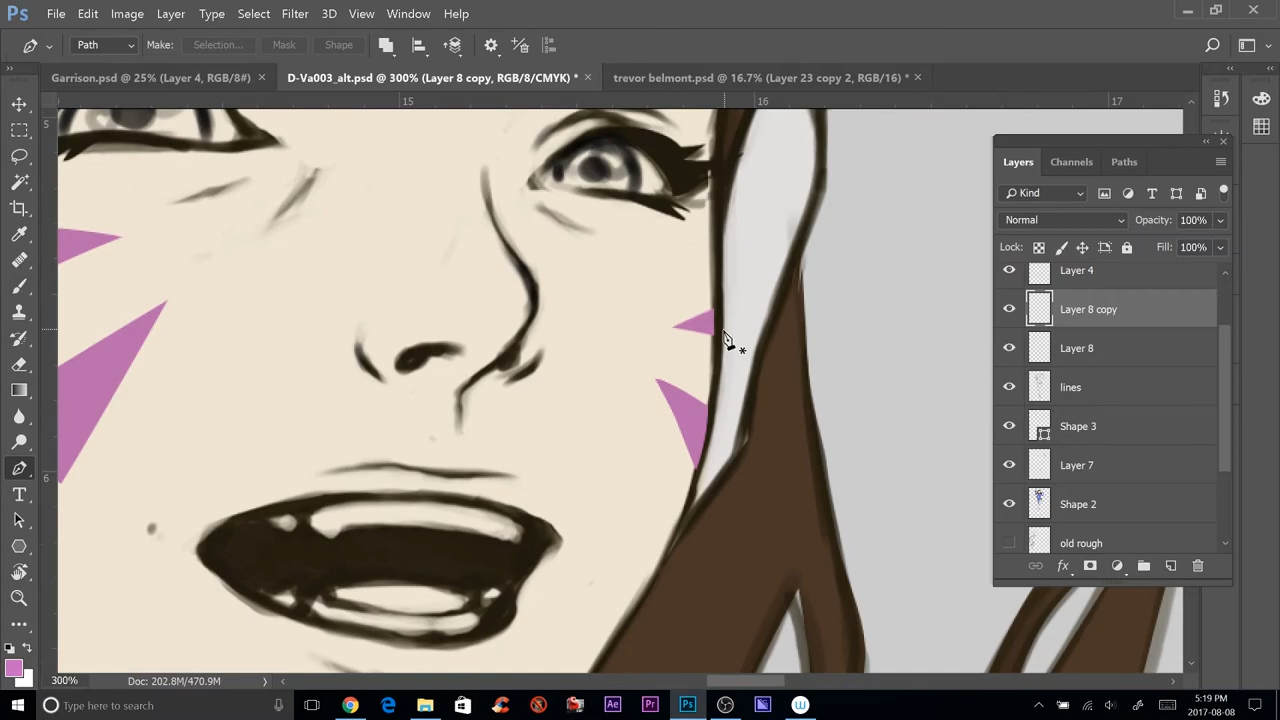 Ps File Edit Image Layer Type Select Filter 3D View Window Help
Path Make: Selection... Mask Shape
Garrison.psd @ 25% (Layer 4, RGB/8#) × D-Va003_alt.psd @ 300% (Layer 8 copy, RGB/8/CMYK) * × trevor belmont.psd @ 16.7% (Layer 23 copy 2, RGB/16) * ×
15 16 17
5
6
Layers Channels Paths
Kind
Normal Opacity: 100%
Lock: Fill: 100%
Layer 4
Layer 8 copy
Layer 8
lines
Shape 3
Layer 7
Shape 2
old rough
fx
300% Doc: 202.8M/470.9M
Type here to search
Ae Pr Ps
5:19 PM
2017-08-08